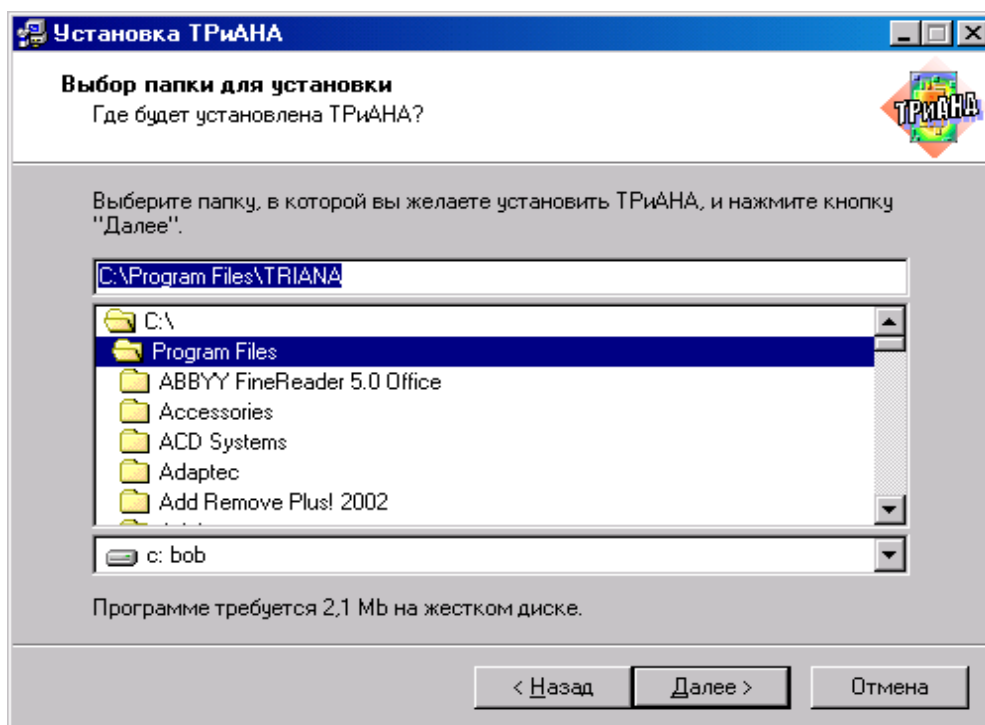 Установка ТРиАНА
Выбор папки для установки
Где будет установлена ТРиАНА?
ТРиАНА
Выберите папку, в которой вы желаете установить ТРиАНА, и нажмите кнопку
"Далее".
C:\Program Files\TRIANA
C:\
Program Files
ABBYY FineReader 5.0 Office
Accessories
ACD Systems
Adaptec
Add Remove Plus! 2002
c: bob
Программе требуется 2,1 Mb на жестком диске.
< Назад
Далее >
Отмена